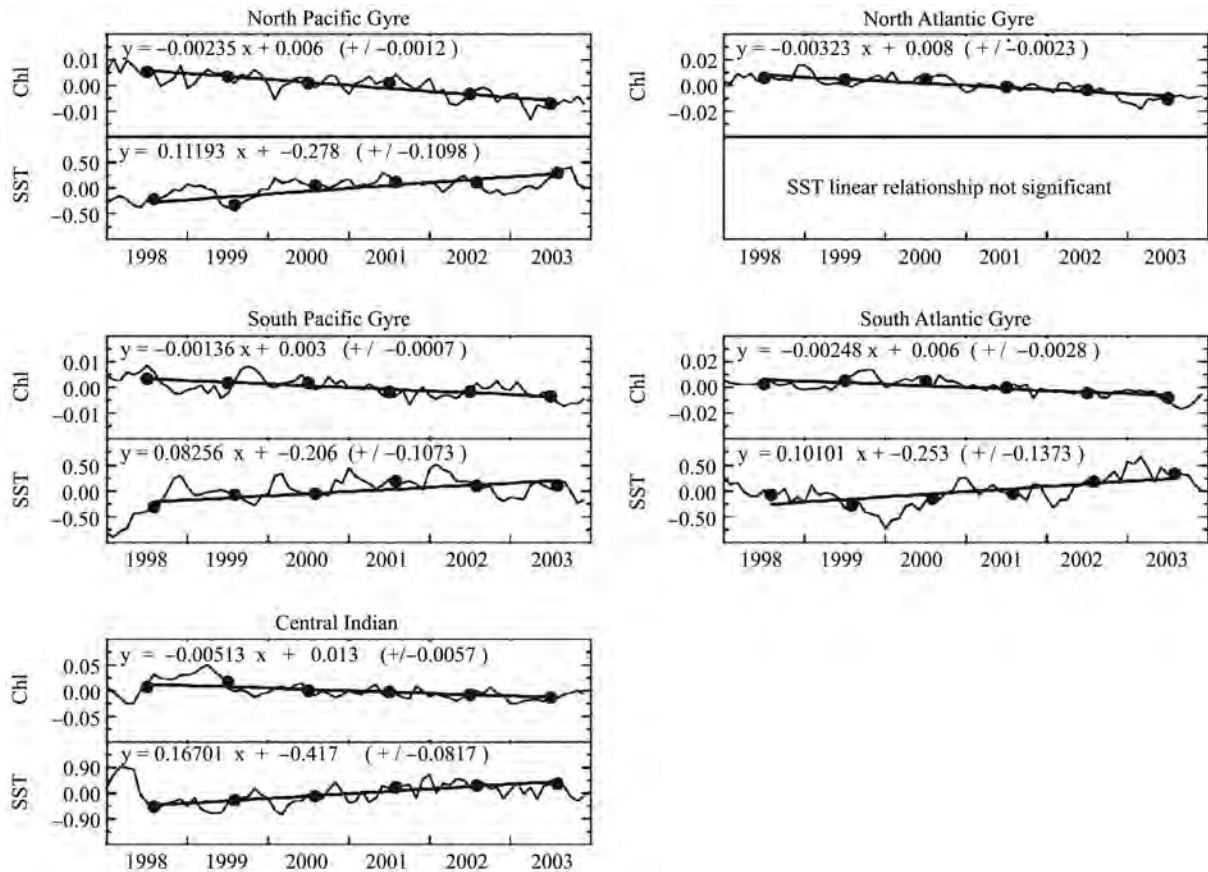 North Pacific Gyre
y = −0.00235 x + 0.006 (+ / −0.0012)
Chl
0.01
0.00
−0.01
y = 0.11193 x + −0.278 (+ / −0.1098)
SST
0.50
0.00
−0.50
1998 1999 2000 2001 2002 2003
North Atlantic Gyre
y = −0.00323 x + 0.008 (+ / −0.0023)
Chl
0.02
0.00
−0.02
SST linear relationship not significant
1998 1999 2000 2001 2002 2003
South Pacific Gyre
y = −0.00136 x + 0.003 (+ / −0.0007)
Chl
0.01
0.00
−0.01
y = 0.08256 x + −0.206 (+ / −0.1073)
SST
0.50
0.00
−0.50
1998 1999 2000 2001 2002 2003
South Atlantic Gyre
y = −0.00248 x + 0.006 (+ / −0.0028)
Chl
0.02
0.00
−0.02
y = 0.10101 x + −0.253 (+ / −0.1373)
SST
0.50
0.00
−0.50
1998 1999 2000 2001 2002 2003
Central Indian
y = −0.00513 x + 0.013 (+/−0.0057)
Chl
0.05
0.00
−0.05
y = 0.16701 x + −0.417 (+ / −0.0817)
SST
0.90
0.00
−0.90
1998 1999 2000 2001 2002 2003